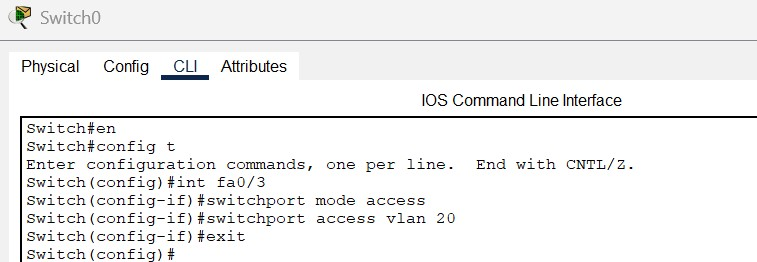 Switch0
Physical Config CLI Attributes
IOS Command Line Interface
Switch#en
Switch#config t
Enter configuration commands, one per line.  End with CNTL/Z.
Switch(config)#int fa0/3
Switch(config-if)#switchport mode access
Switch(config-if)#switchport access vlan 20
Switch(config-if)#exit
Switch(config)#